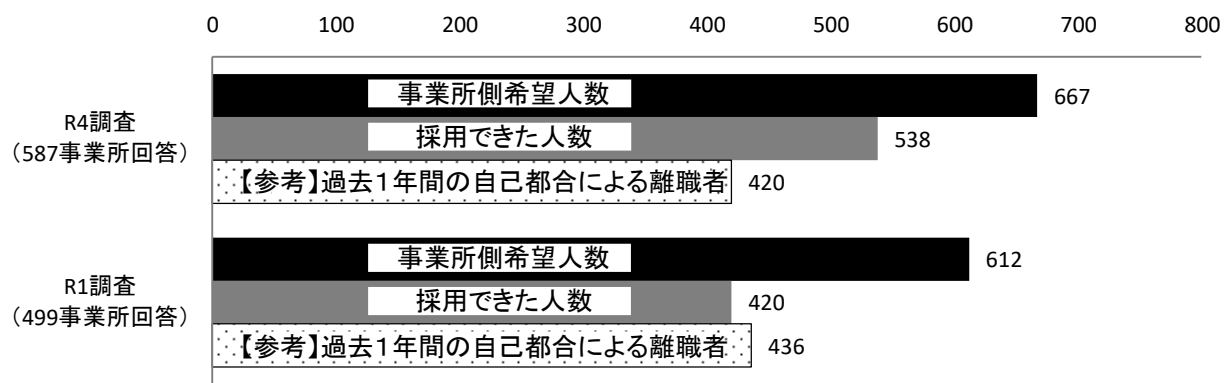 0 100 200 300 400 500 600 700 800
R4調査
（587事業所回答）
事業所側希望人数 667
採用できた人数 538
【参考】過去１年間の自己都合による離職者 420
R1調査
（499事業所回答）
事業所側希望人数 612
採用できた人数 420
【参考】過去１年間の自己都合による離職者 436